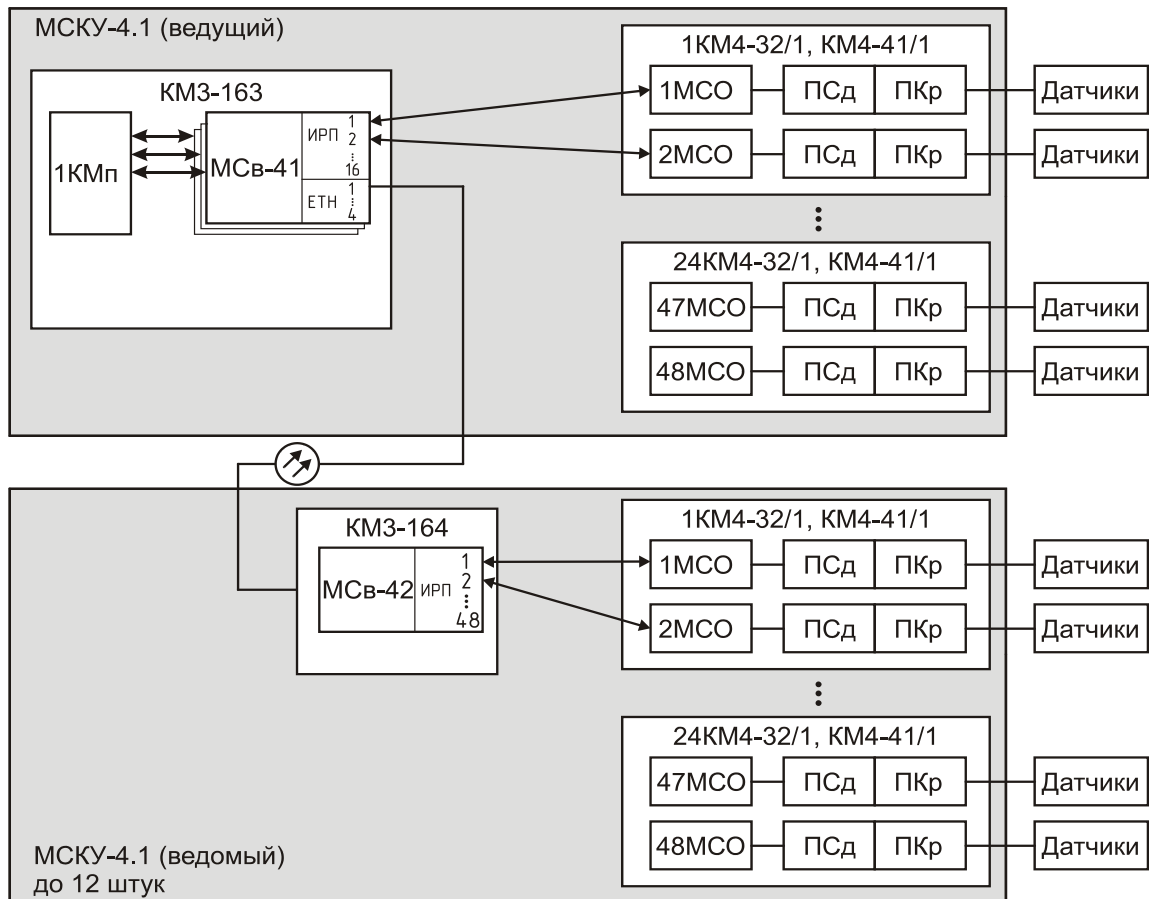 МСКУ-4.1 (ведущий)
КМ3-163
1КМп
МСв-41
ИРП
1
2
16
ЕТН
1
4
1КМ4-32/1, КМ4-41/1
1МСО
ПСд
ПКр
Датчики
2МСО
ПСд
ПКр
Датчики
24КМ4-32/1, КМ4-41/1
47МСО
ПСд
ПКр
Датчики
48МСО
ПСд
ПКр
Датчики
КМ3-164
МСв-42
ИРП
1
2
48
1КМ4-32/1, КМ4-41/1
1МСО
ПСд
ПКр
Датчики
2МСО
ПСд
ПКр
Датчики
24КМ4-32/1, КМ4-41/1
47МСО
ПСд
ПКр
Датчики
48МСО
ПСд
ПКр
Датчики
МСКУ-4.1 (ведомый)
до 12 штук